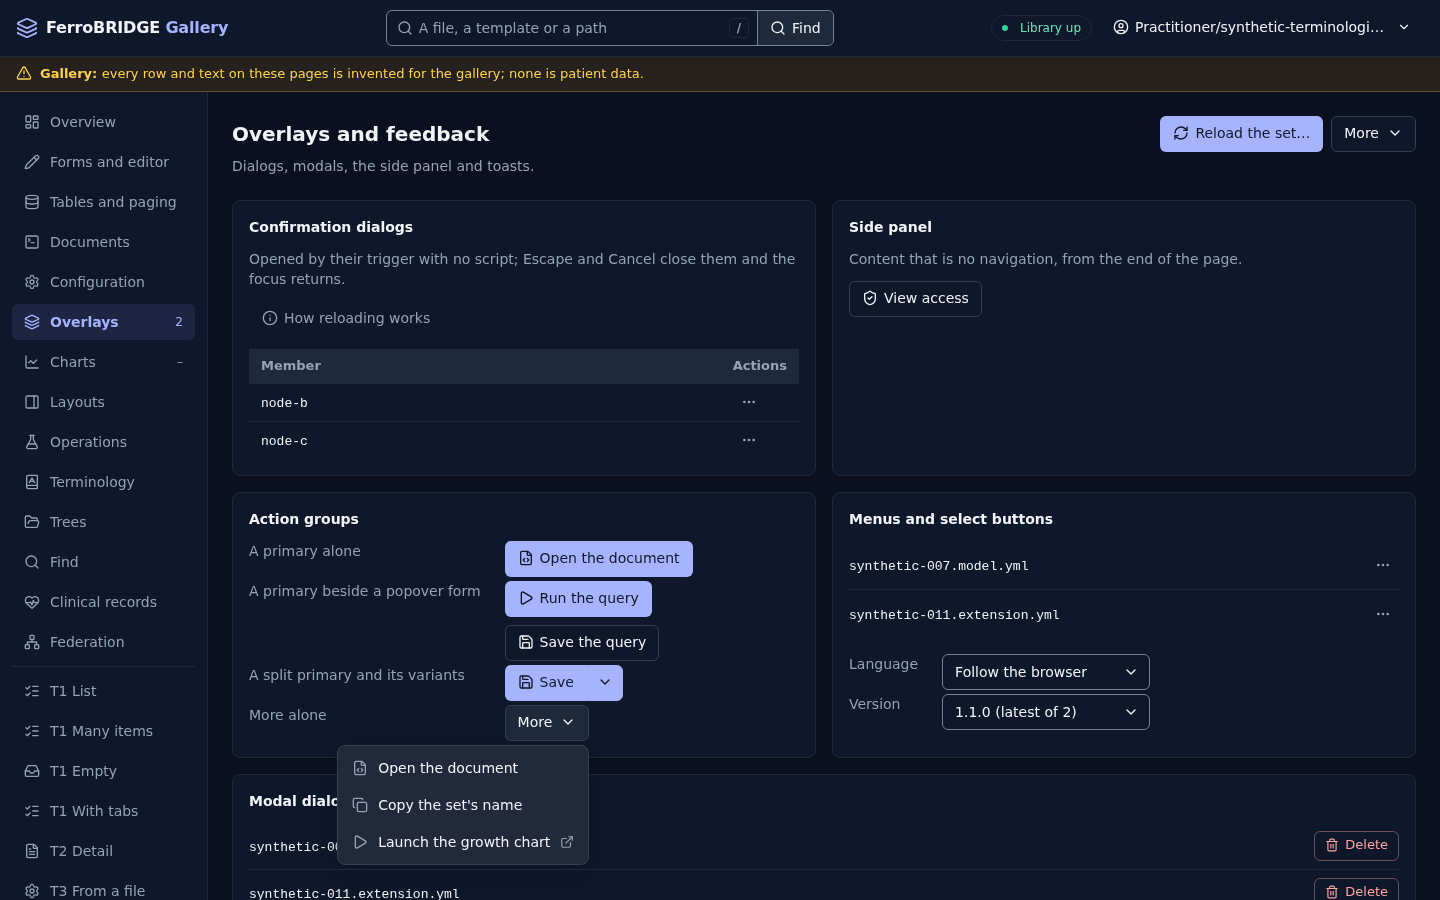 FerroBRIDGE Gallery
A file, a template or a path
/
Find
Library up
Practitioner/synthetic-terminologi…
Gallery: every row and text on these pages is invented for the gallery; none is patient data.
Overview
Forms and editor
Tables and paging
Documents
Configuration
Overlays 2
Charts –
Layouts
Operations
Terminology
Trees
Find
Clinical records
Federation
T1 List
T1 Many items
T1 Empty
T1 With tabs
T2 Detail
T3 From a file
Overlays and feedback
Dialogs, modals, the side panel and toasts.
Reload the set…
More
Confirmation dialogs
Opened by their trigger with no script; Escape and Cancel close them and the
focus returns.
How reloading works
Member Actions
node-b
node-c
Side panel
Content that is no navigation, from the end of the page.
View access
Action groups
A primary alone
Open the document
A primary beside a popover form
Run the query
Save the query
A split primary and its variants
Save
More alone
More
Open the document
Copy the set's name
Launch the growth chart
Menus and select buttons
synthetic-007.model.yml
synthetic-011.extension.yml
Language
Follow the browser
Version
1.1.0 (latest of 2)
Modal
Delete
synthetic-011.extension.yml
Delete